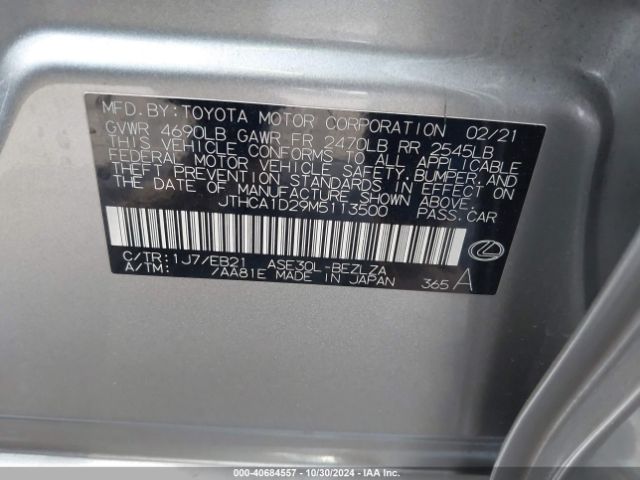 MFD.BY:TOYOTA MOTOR CORPORATION 02/21
GVWR 4690LB GAWR FR 2470LB RR 2545LB
THIS VEHICLE CONFORMS TO ALL APPLICABLE
FEDERAL MOTOR VEHICLE SAFETY,BUMPER,AND
THEFT PREVENTION STANDARDS IN EFFECT ON
THE DATE OF MANUFACTURE SHOWN ABOVE.
JTHCA1D29M5113500 PASS.CAR
C/TR:1J7/EB21 ASE30L-BEZLZA
A/TM: /AA81E MADE IN JAPAN 365 A
000-40684557 - 10/30/2024 - IAA Inc.